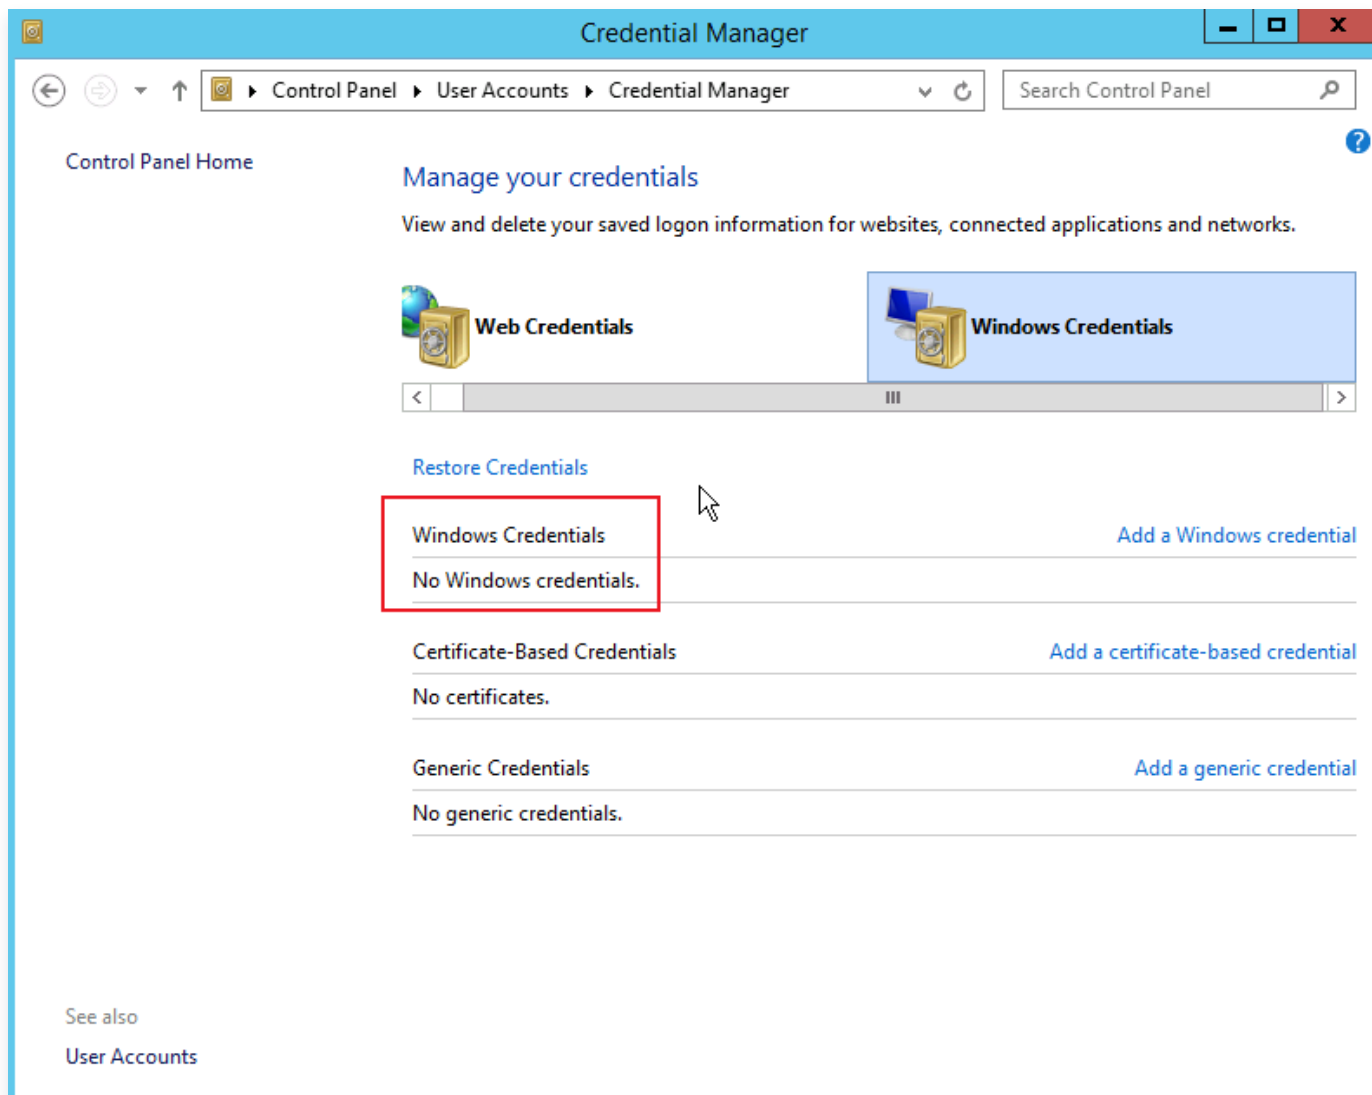 Credential Manager
Control Panel User Accounts Credential Manager
Search Control Panel
Control Panel Home
Manage your credentials
View and delete your saved logon information for websites, connected applications and networks.
Web Credentials
Windows Credentials
Restore Credentials
Windows Credentials
Add a Windows credential
No Windows credentials.
Certificate-Based Credentials
Add a certificate-based credential
No certificates.
Generic Credentials
Add a generic credential
No generic credentials.
See also
User Accounts